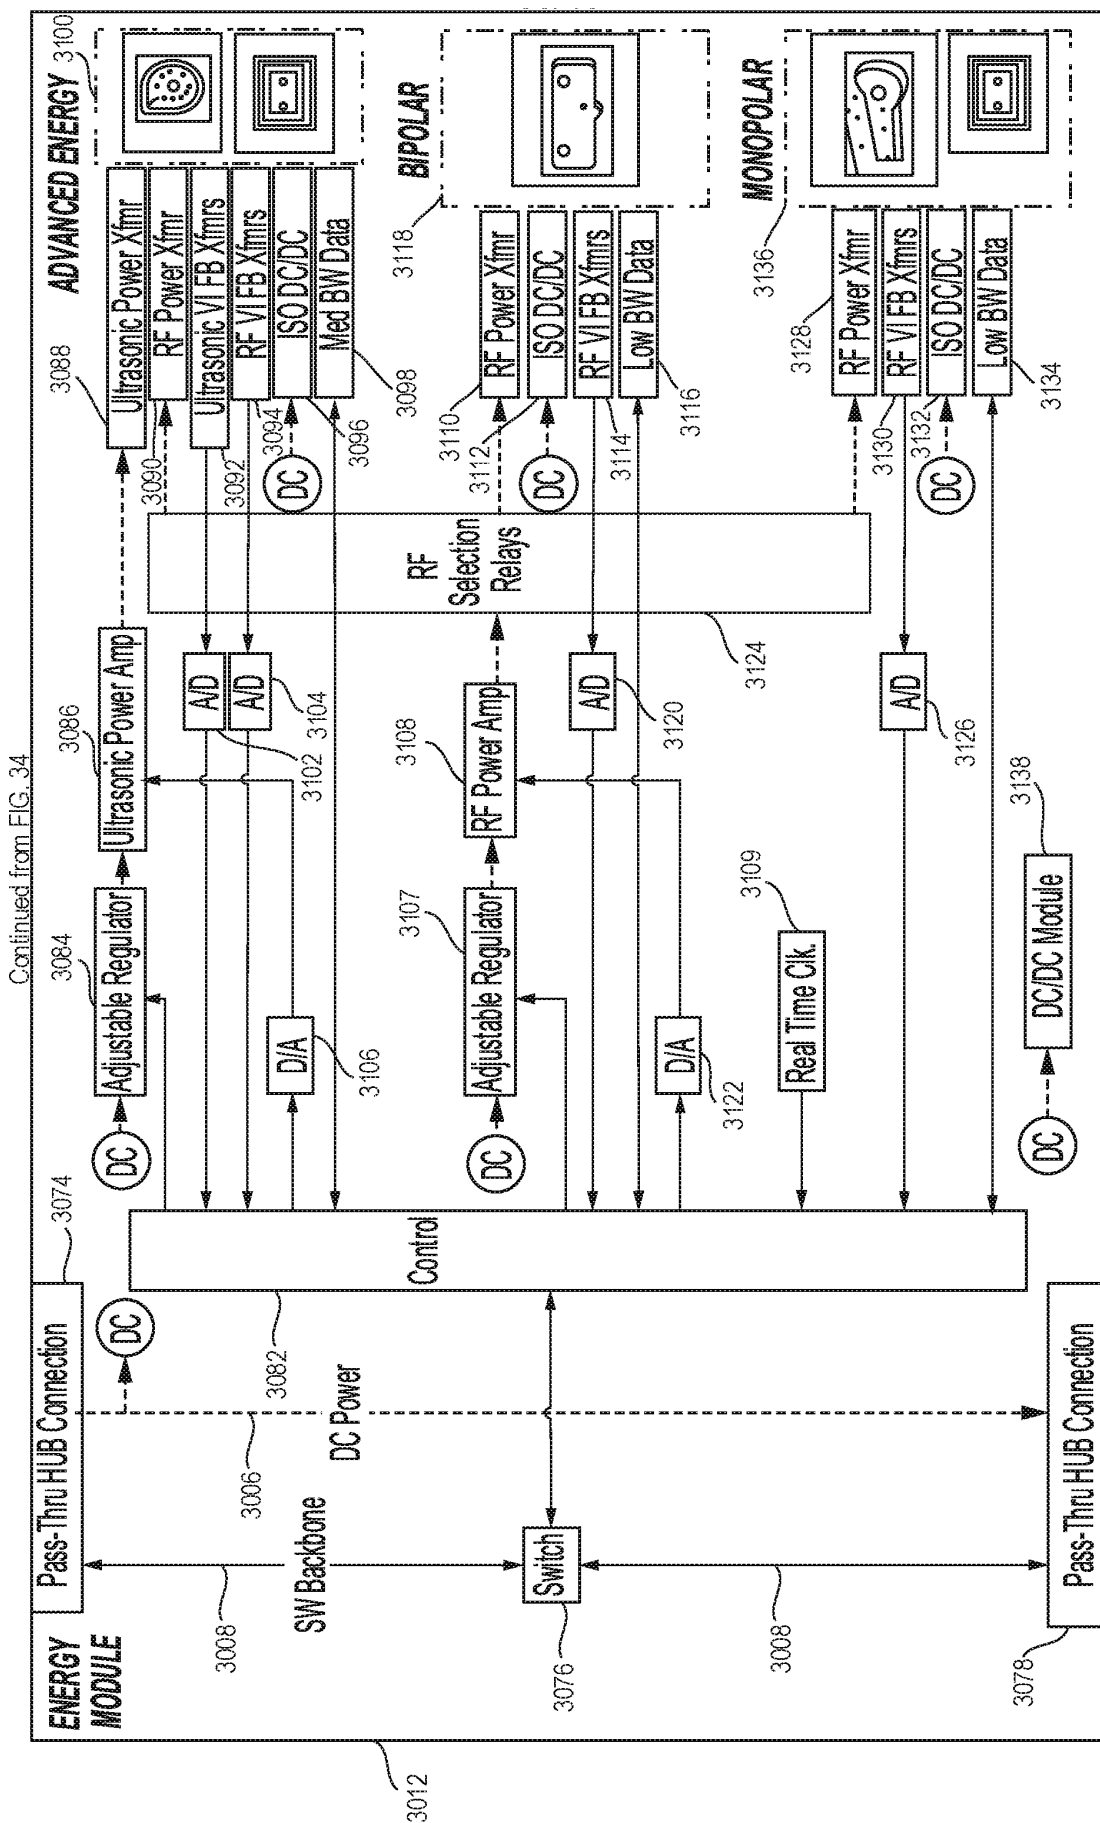 Continued from FIG. 34
ENERGY
MODULE
3012
Pass-Thru HUB Connection
3074
3008
SW Backbone
3006
DC Power
DC
Switch
3076
3008
Pass-Thru HUB Connection
3078
3082
Control
DC
Adjustable Regulator
3084
Ultrasonic Power Amp
3086
D/A
3106
A/D
3102
A/D
3104
DC
Adjustable Regulator
3107
RF Power Amp
3108
D/A
3122
A/D
3120
Real Time Clk.
3109
A/D
3126
DC
DC/DC Module
3138
RF
Selection
Relays
3124
ADVANCED ENERGY
3100
3088
Ultrasonic Power Xfmr
3090
RF Power Xfmr
3092
Ultrasonic VI FB Xfmrs
3094
RF VI FB Xfmrs
DC
3096
ISO DC/DC
3098
Med BW Data
BIPOLAR
3118
3110
RF Power Xfmr
3112
DC
ISO DC/DC
3114
RF VI FB Xfmrs
3116
Low BW Data
MONOPOLAR
3136
3128
RF Power Xfmr
3130
RF VI FB Xfmrs
3132
DC
ISO DC/DC
3134
Low BW Data